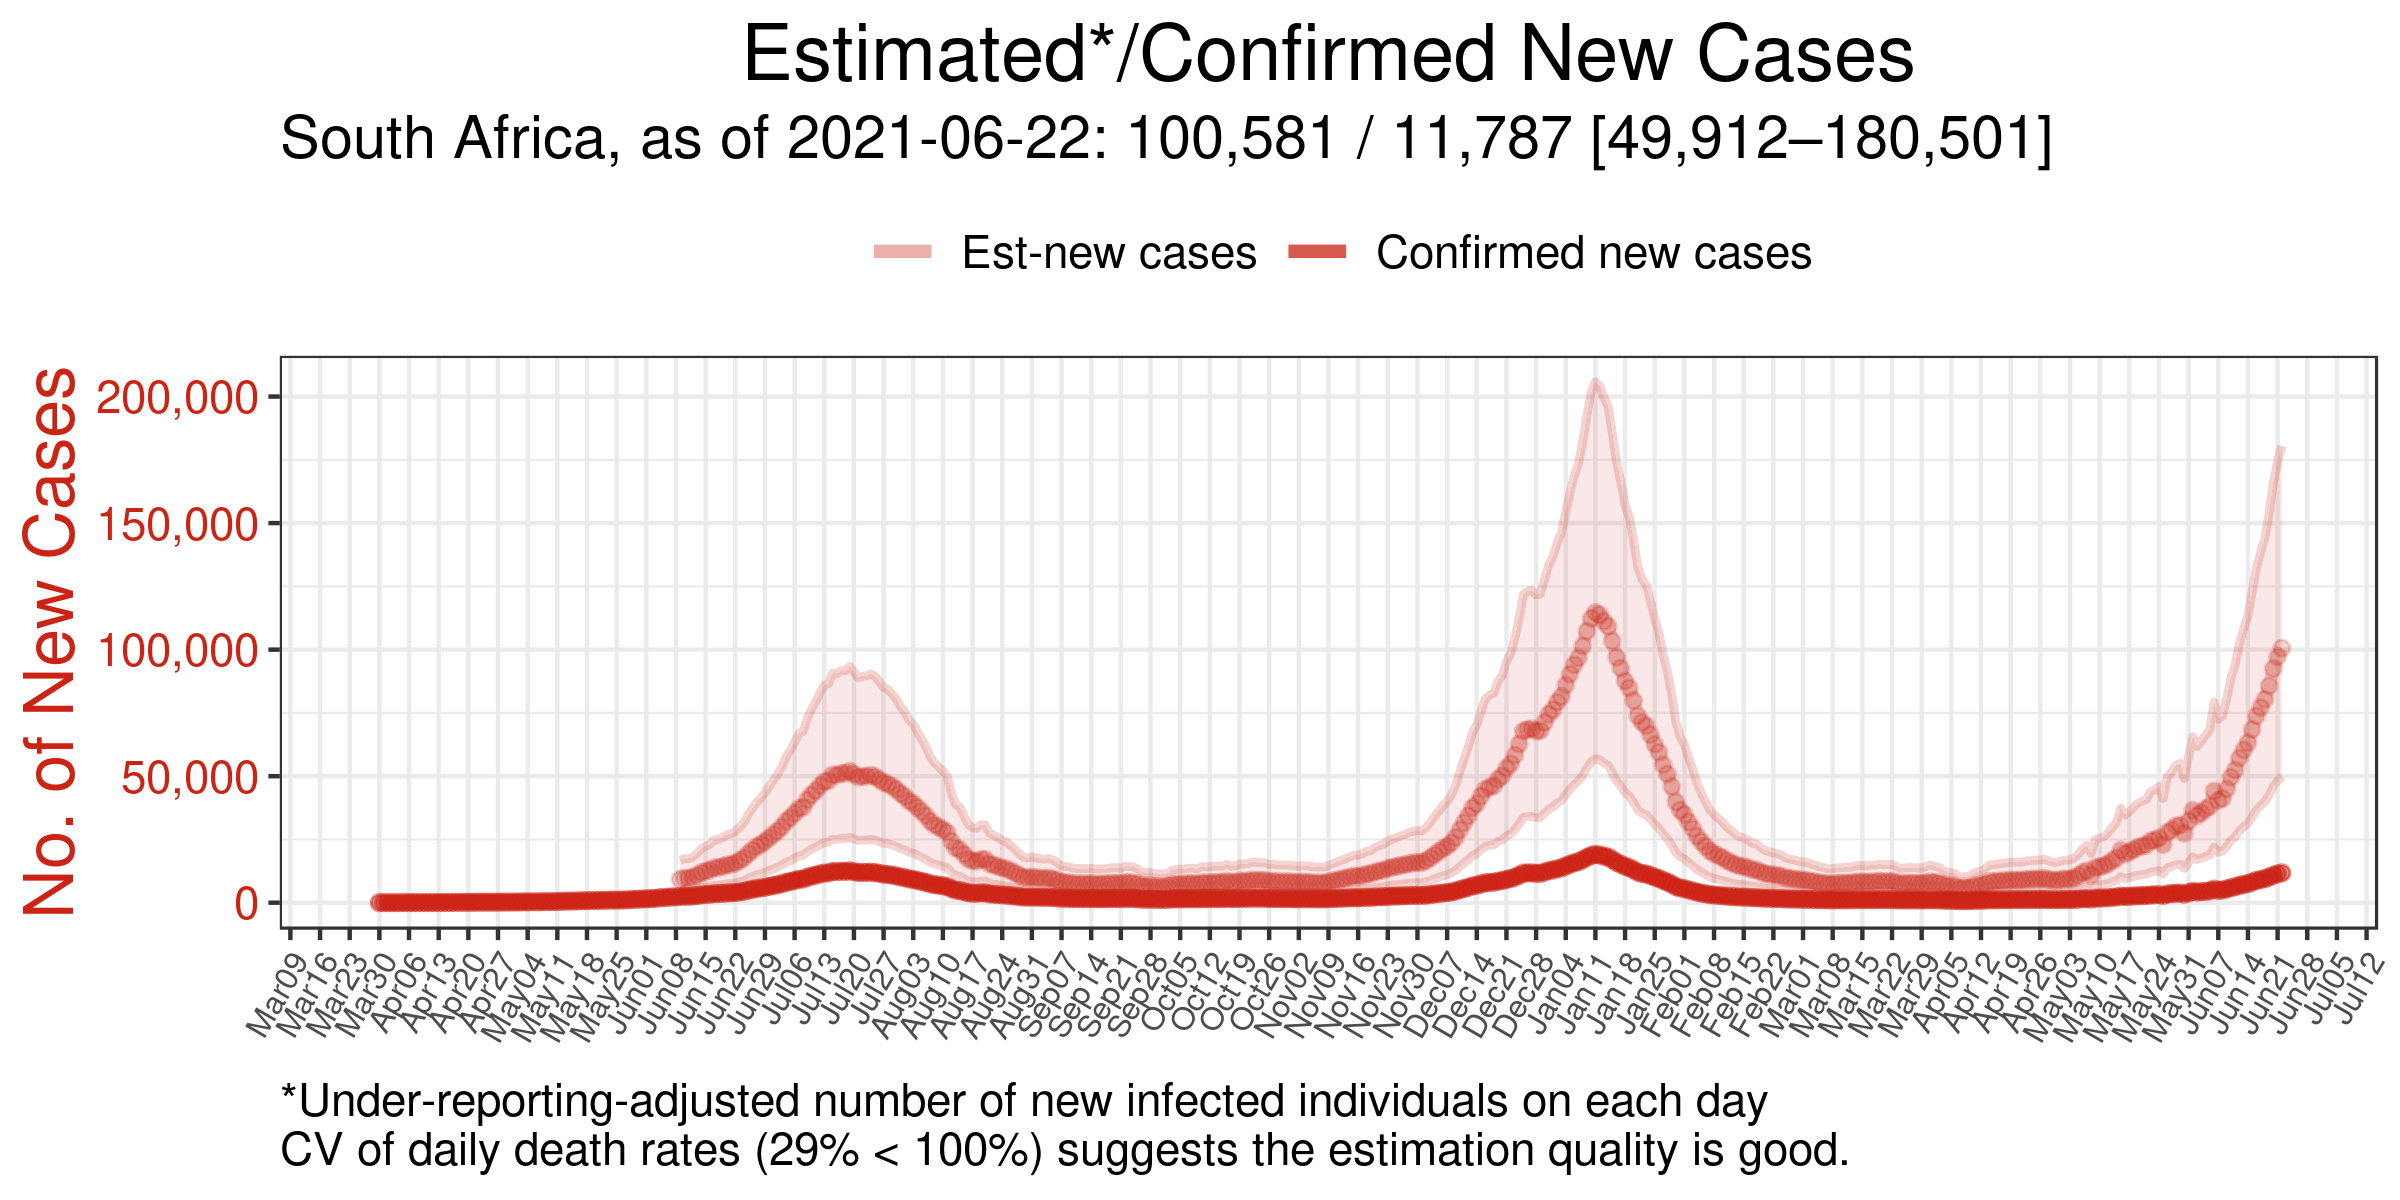 Estimated*/Confirmed New Cases
South Africa, as of 2021-06-22: 100,581 / 11,787 [49,912–180,501]
Est-new cases
Confirmed new cases
No. of New Cases
200,000
150,000
100,000
50,000
0
Mar09
Mar16
Mar23
Mar30
Apr06
Apr13
Apr20
Apr27
May04
May11
May18
May25
Jun01
Jun08
Jun15
Jun22
Jun29
Jul06
Jul13
Jul20
Jul27
Aug03
Aug10
Aug17
Aug24
Aug31
Sep07
Sep14
Sep21
Sep28
Oct05
Oct12
Oct19
Oct26
Nov02
Nov09
Nov16
Nov23
Nov30
Dec07
Dec14
Dec21
Dec28
Jan04
Jan11
Jan18
Jan25
Feb01
Feb08
Feb15
Feb22
Mar01
Mar08
Mar15
Mar22
Mar29
Apr05
Apr12
Apr19
Apr26
May03
May10
May17
May24
May31
Jun07
Jun14
Jun21
Jun28
Jul05
Jul12
*Under-reporting-adjusted number of new infected individuals on each day
CV of daily death rates (29% < 100%) suggests the estimation quality is good.